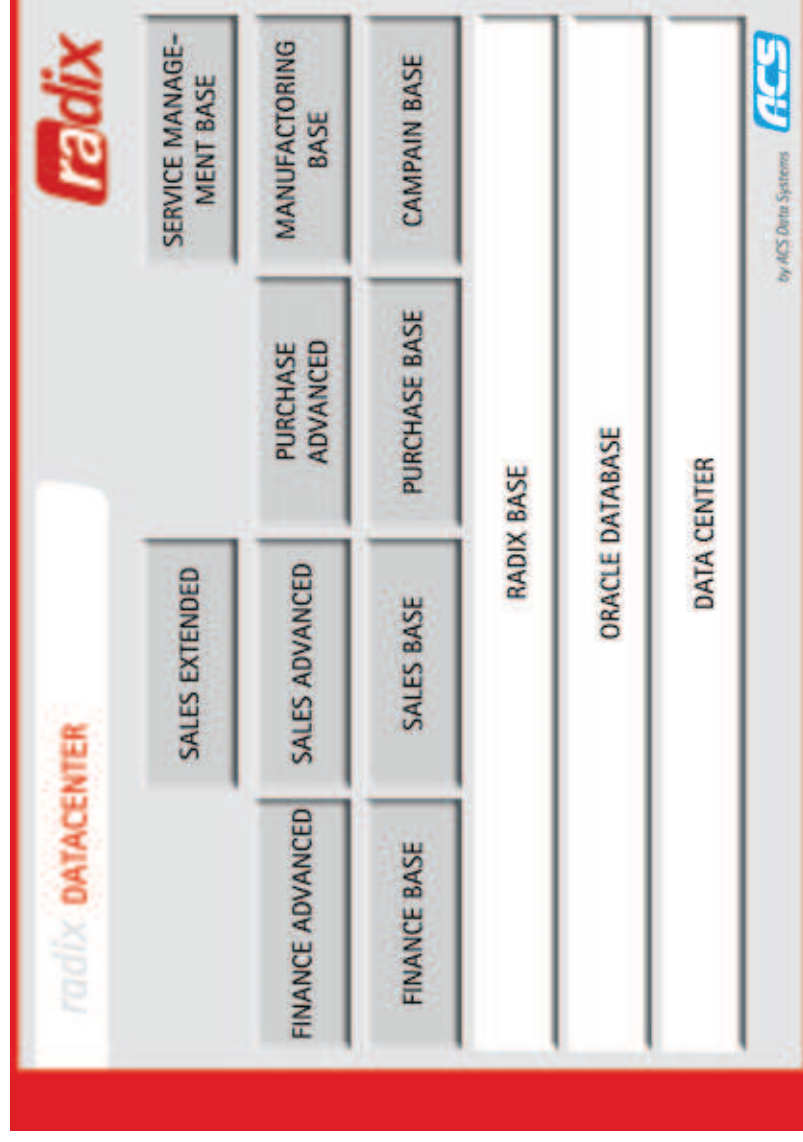 radix DATACENTER
radix
SALES EXTENDED
SERVICE MANAGE-
MENT BASE
FINANCE ADVANCED
SALES ADVANCED
PURCHASE
ADVANCED
MANUFACTORING
BASE
FINANCE BASE
SALES BASE
PURCHASE BASE
CAMPAIN BASE
RADIX BASE
ORACLE DATABASE
DATA CENTER
by ACS Data Systems
ACS